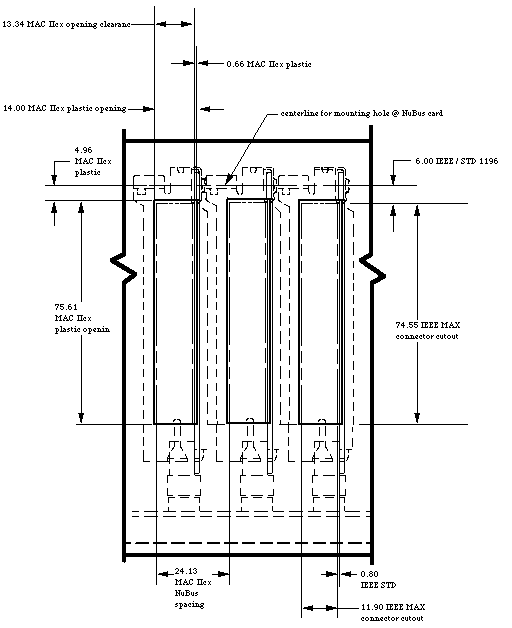 13.34 MAC IIcx opening clearanc
0.66 MAC IIcx plastic
14.00 MAC IIcx plastic opening
centerline for mounting hole @ NuBus card
4.96
MAC IIcx
plastic
6.00 IEEE / STD 1196
75.61
MAC IIcx
plastic openin
74.55 IEEE MAX
connector cutout
24.13
MAC IIcx
NuBus
spacing
0.80
IEEE STD
11.90 IEEE MAX
connector cutout